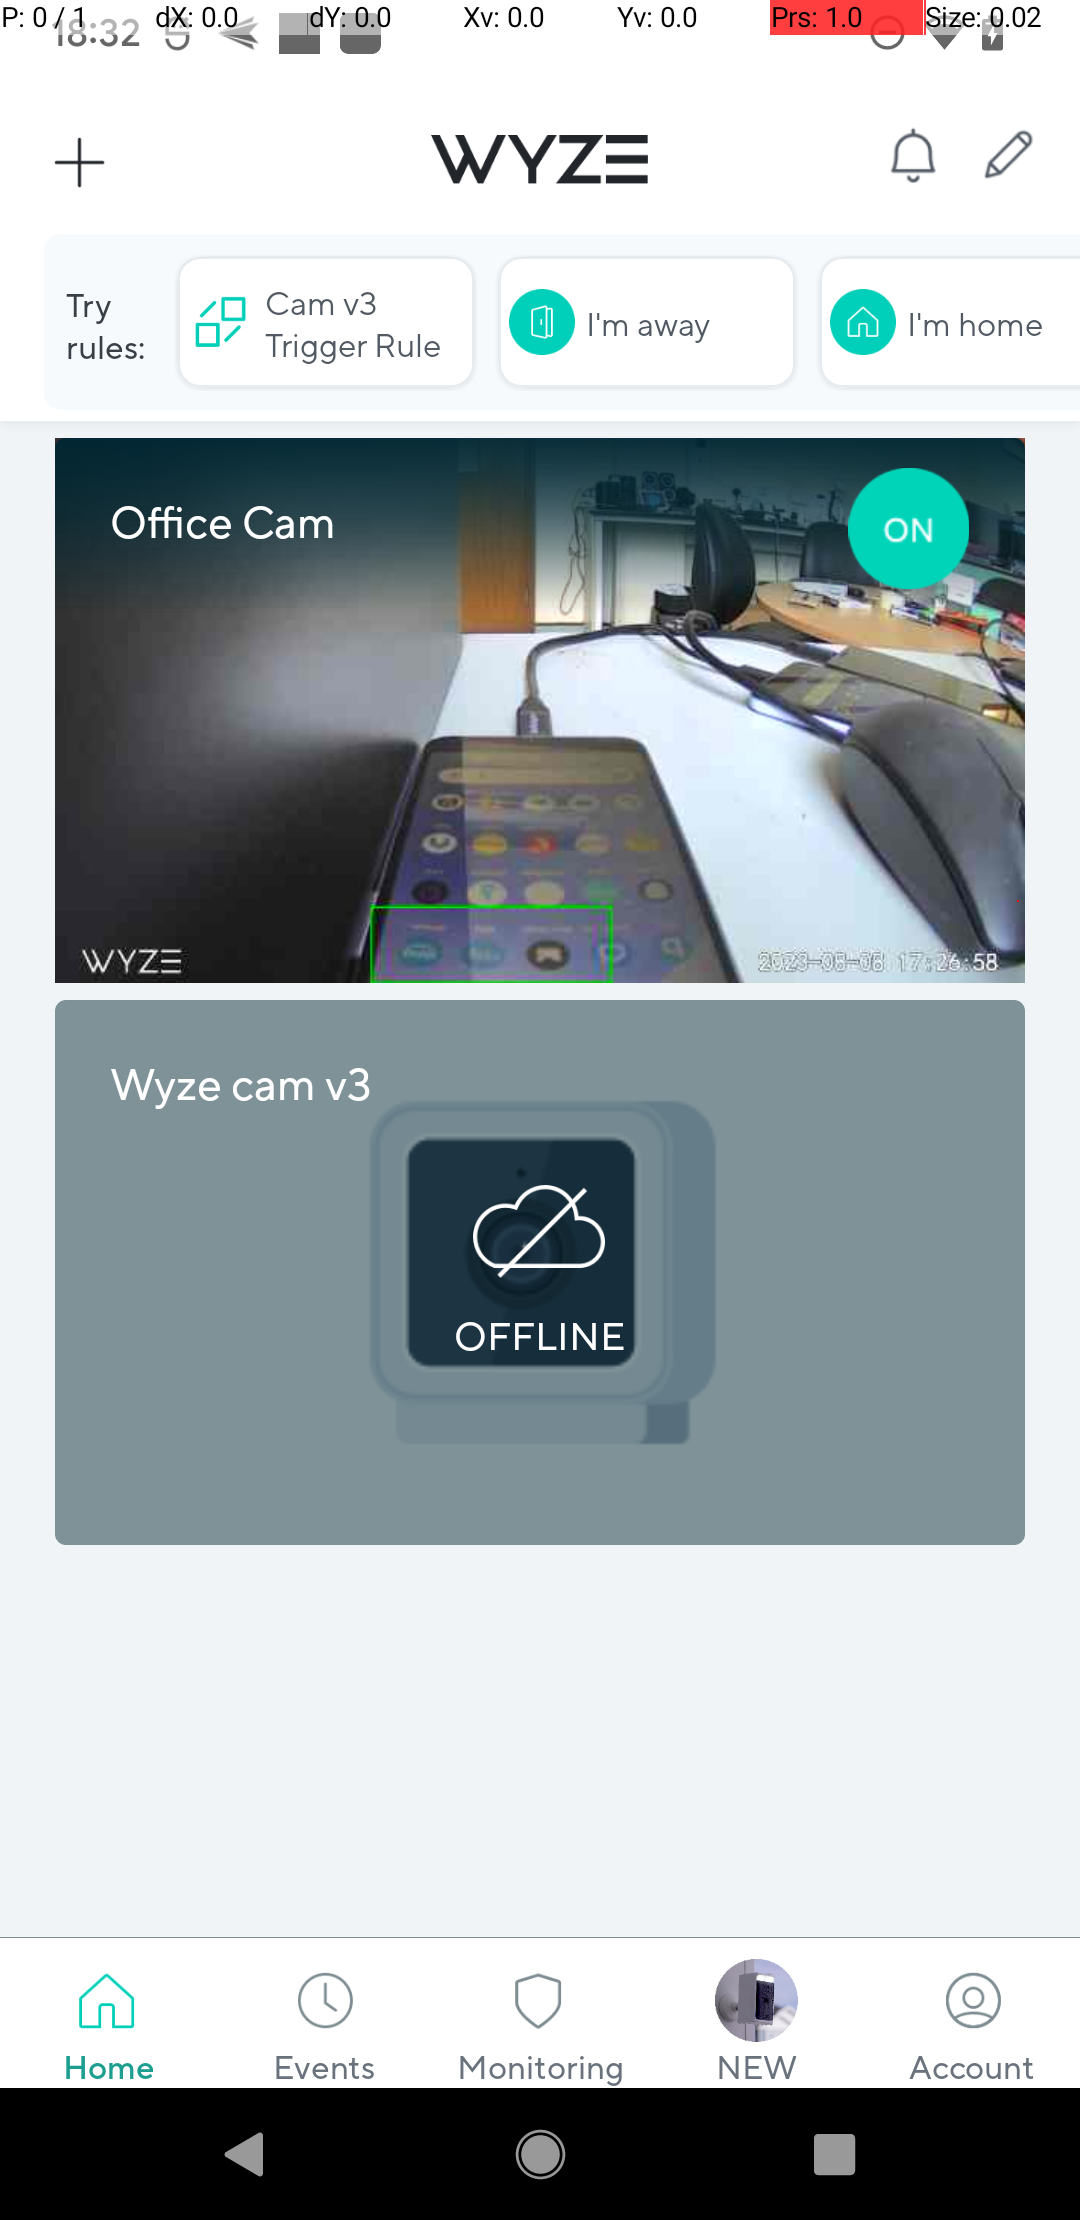 P: 0 / 1 dX: 0.0 dY: 0.0 Xv: 0.0 Yv: 0.0 Prs: 1.0 Size: 0.02
18:32
WYZE
Try
rules:
Cam v3
Trigger Rule
I'm away
I'm home
Office Cam
ON
WYZE
2023-08-08 17:26:58
Wyze cam v3
OFFLINE
Home
Events
Monitoring
NEW
Account